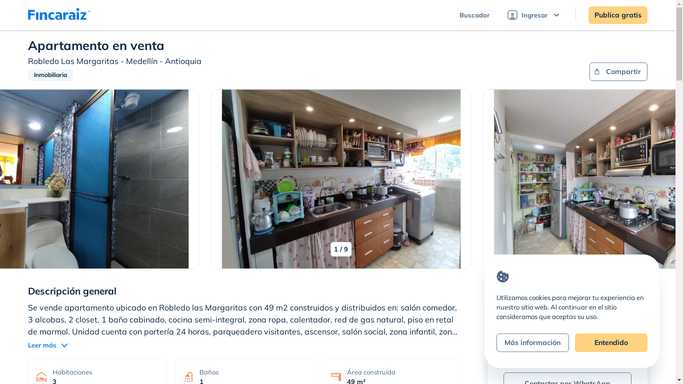 Fincaraiz
Buscador
Ingresar
Publica gratis
Apartamento en venta
Robledo Las Margaritas - Medellín - Antioquia
Inmobiliaria
Compartir
1 / 9
Descripción general
Se vende apartamento ubicado en Robledo las Margaritas con 49 m2 construidos y distribuidos en: salón comedor,
3 alcobas, 2 closet, 1 baño cabinado, cocina semi-integral, zona ropa, calentador, red de gas natural, piso en retal
de marmol. Unidad cuenta con portería 24 horas, parqueadero visitantes, ascensor, salón social, zona infantil, zon...
Leer más
Habitaciones
3
Baños
1
Área construida
49 m²
Utilizamos cookies para mejorar tu experiencia en
nuestro sitio web. Al continuar en el sitio
consideramos que aceptas su uso.
Más información
Entendido
Contactar por WhatsApp